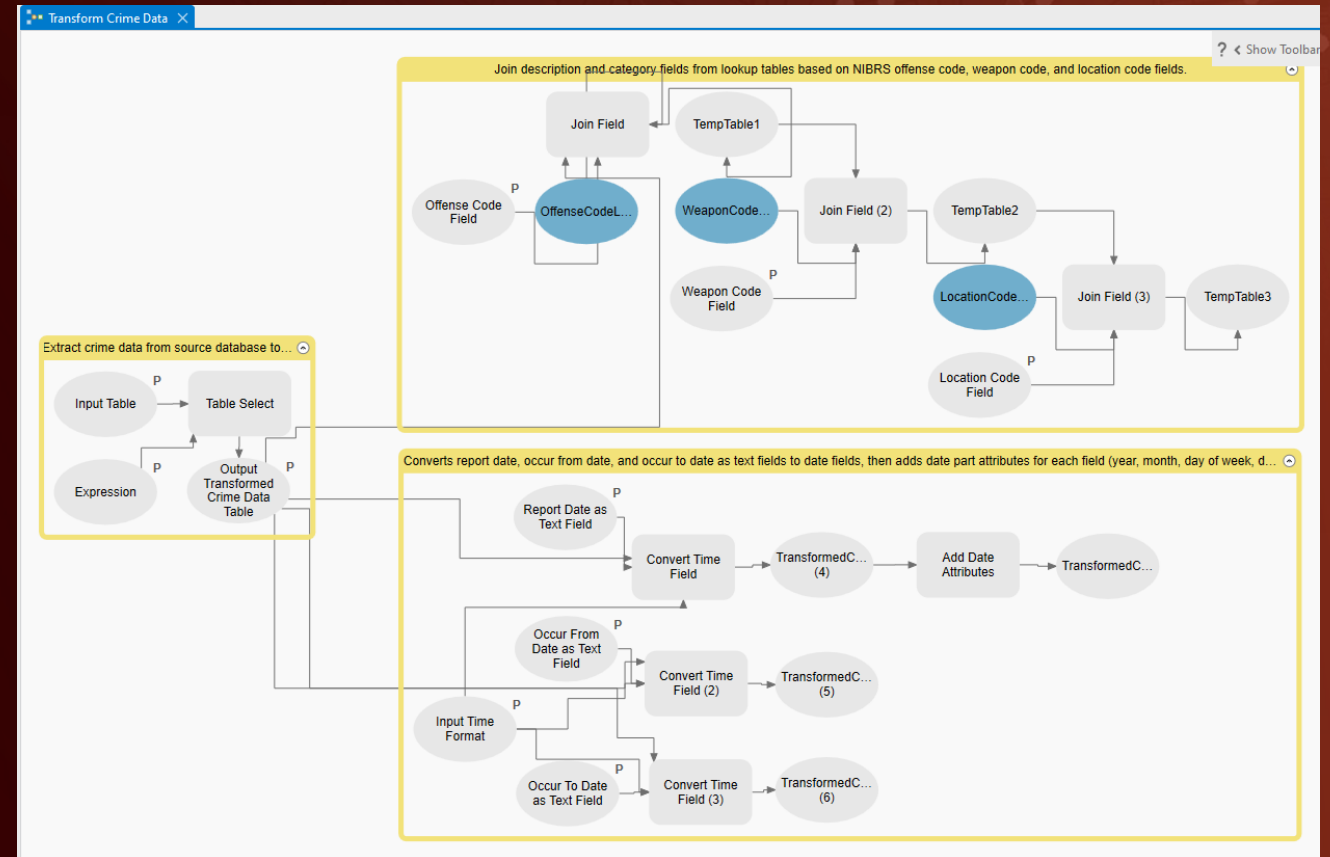 Transform Crime Data
? < Show Toolbar
Join description and category fields from lookup tables based on NIBRS offense code, weapon code, and location code fields.
Join Field
TempTable1
P
Offense Code
Field
OffenseCodeL...
WeaponCode...
Join Field (2)
TempTable2
P
Weapon Code
Field
LocationCode...
Join Field (3)
TempTable3
P
Location Code
Field
Extract crime data from source database to...
P
Input Table
Table Select
P
Expression
P
Output
Transformed
Crime Data
Table
Converts report date, occur from date, and occur to date as text fields to date fields, then adds date part attributes for each field (year, month, day of week, d...
P
Report Date as
Text Field
Convert Time
Field
TransformedC...
(4)
Add Date
Attributes
TransformedC...
P
Occur From
Date as Text
Field
Convert Time
Field (2)
TransformedC...
(5)
P
Input Time
Format
P
Occur To Date
as Text Field
Convert Time
Field (3)
TransformedC...
(6)